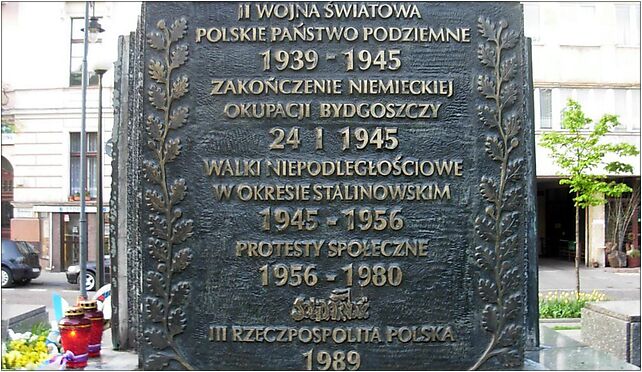 II WOJNA ŚWIATOWA
POLSKIE PAŃSTWO PODZIEMNE
1939 - 1945
ZAKOŃCZENIE NIEMIECKIEJ
OKUPACJI BYDGOSZCZY
24 I 1945
WALKI NIEPODLEGŁOŚCIOWE
W OKRESIE STALINOWSKIM
1945 - 1956
PROTESTY SPOŁECZNE
1956 - 1980
SOLIDARNOŚĆ
III RZECZPOSPOLITA POLSKA
1989